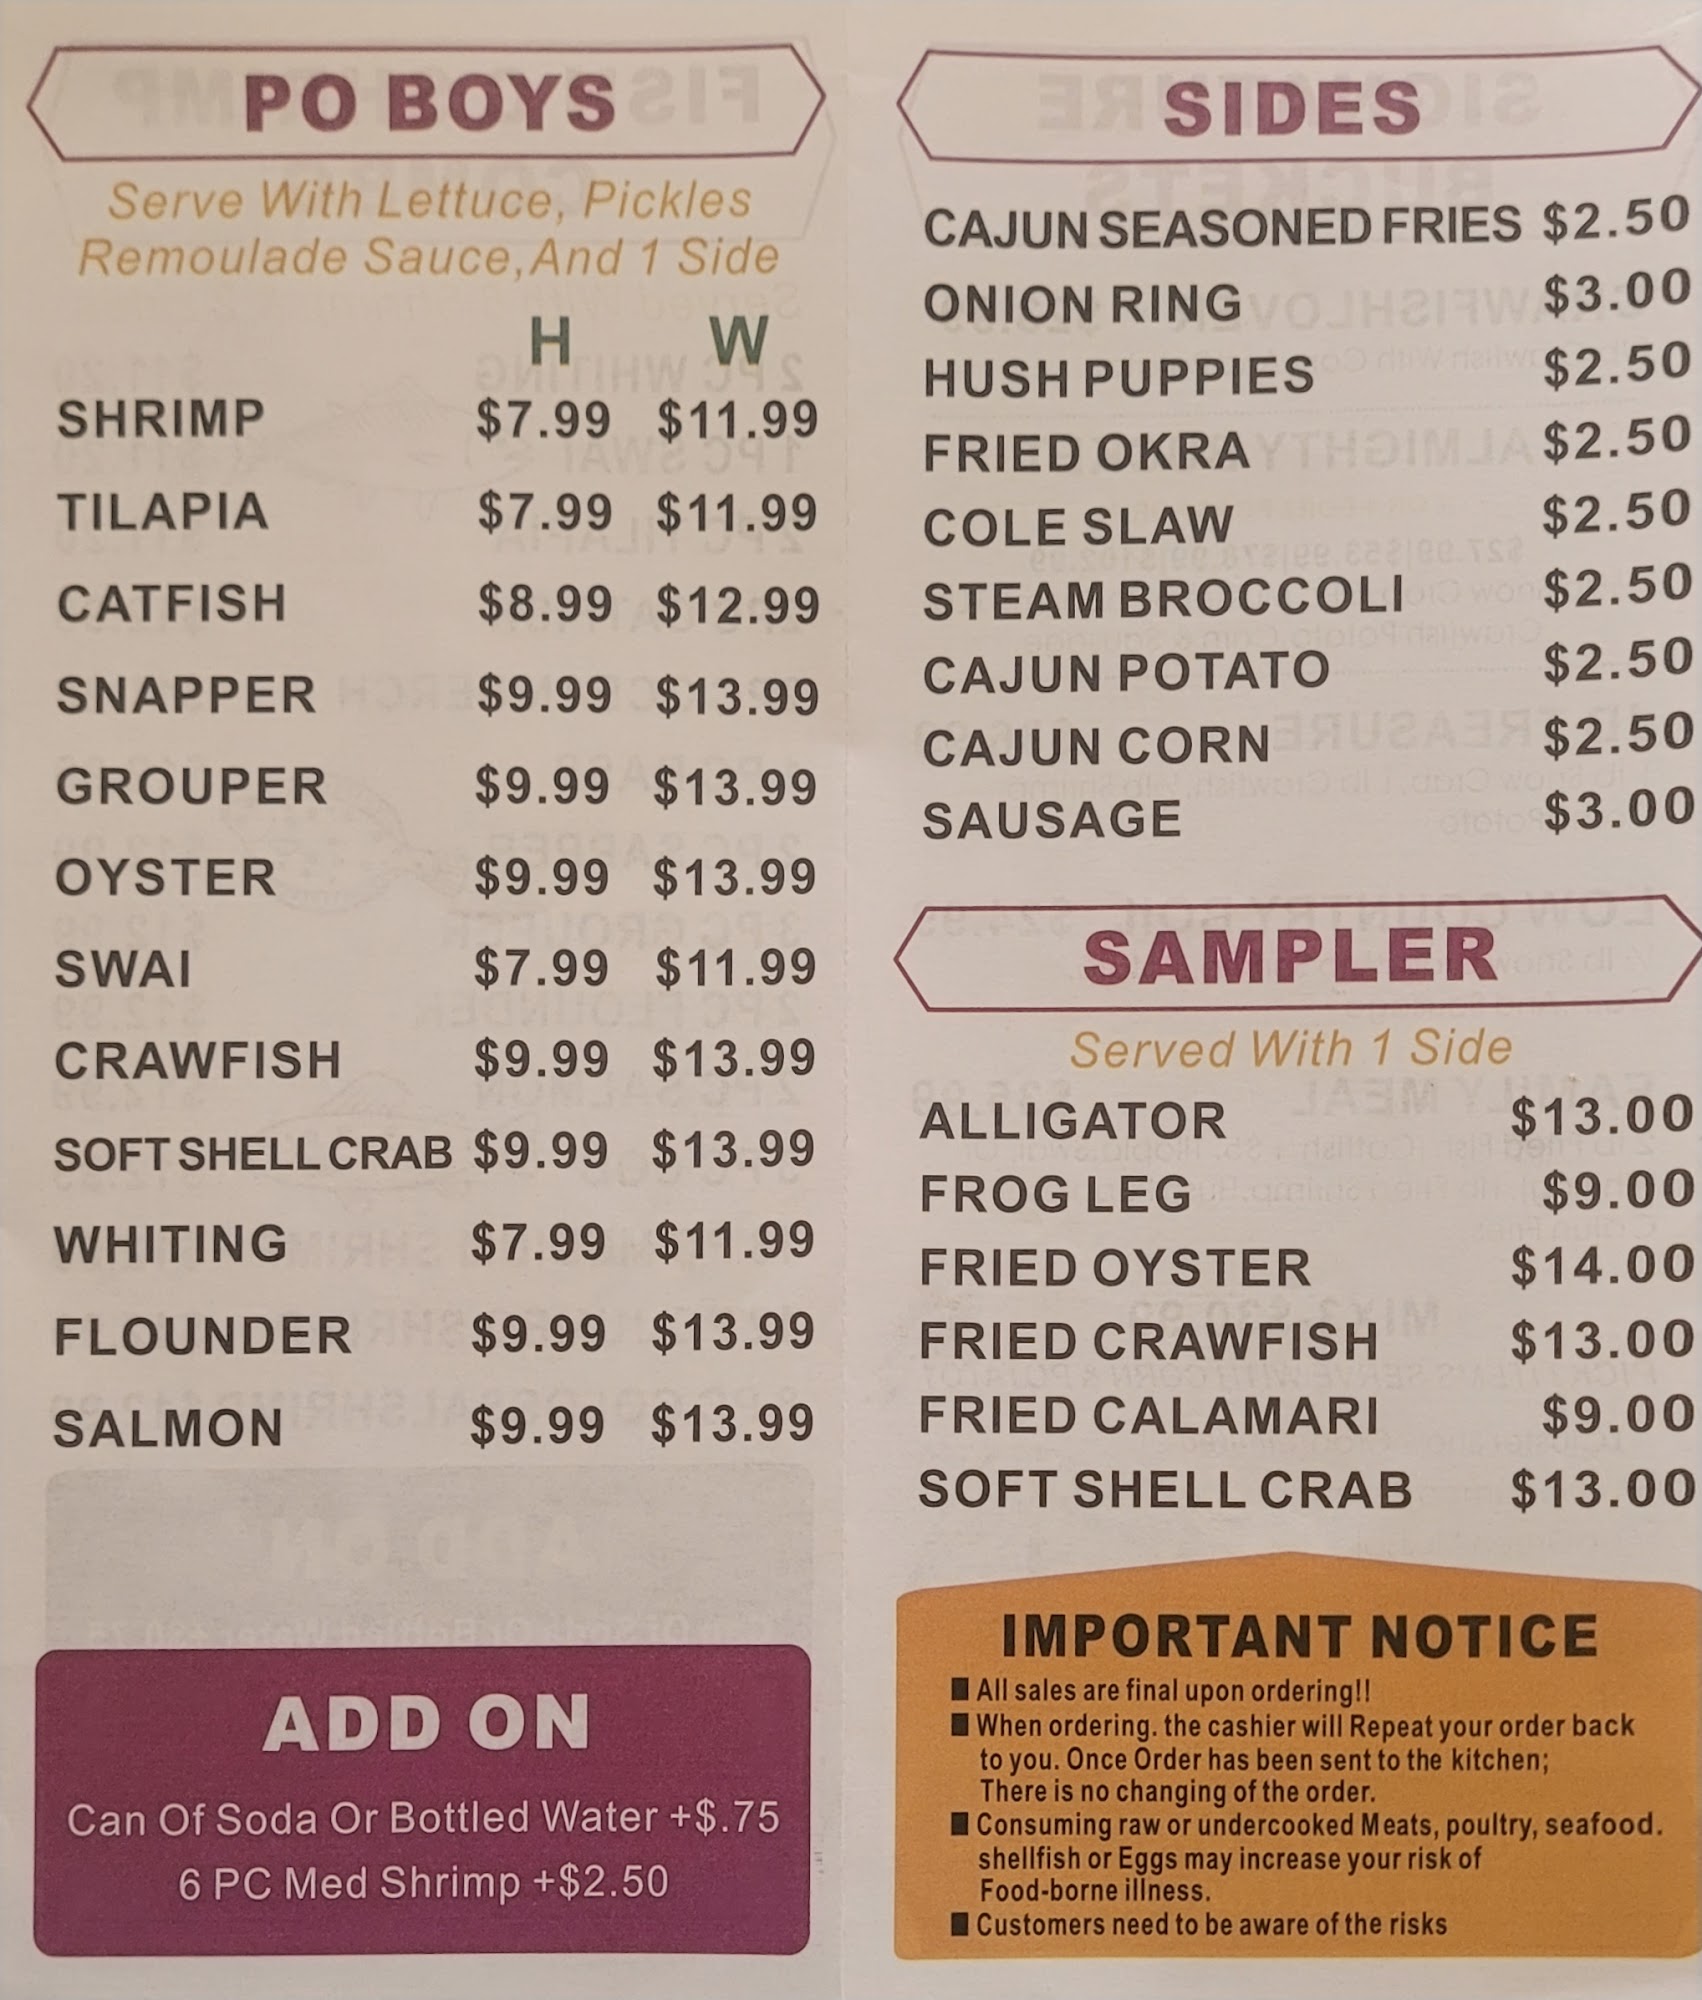 PO BOYS
Serve With Lettuce, Pickles
Remoulade Sauce,And 1 Side
H W
SHRIMP $7.99 $11.99
TILAPIA $7.99 $11.99
CATFISH $8.99 $12.99
SNAPPER $9.99 $13.99
GROUPER $9.99 $13.99
OYSTER $9.99 $13.99
SWAI $7.99 $11.99
CRAWFISH $9.99 $13.99
SOFT SHELL CRAB $9.99 $13.99
WHITING $7.99 $11.99
FLOUNDER $9.99 $13.99
SALMON $9.99 $13.99
ADD ON
Can Of Soda Or Bottled Water +$.75
6 PC Med Shrimp +$2.50
SIDES
CAJUN SEASONED FRIES $2.50
ONION RING $3.00
HUSH PUPPIES $2.50
FRIED OKRA $2.50
COLE SLAW $2.50
STEAM BROCCOLI $2.50
CAJUN POTATO $2.50
CAJUN CORN $2.50
SAUSAGE $3.00
SAMPLER
Served With 1 Side
ALLIGATOR $13.00
FROG LEG $9.00
FRIED OYSTER $14.00
FRIED CRAWFISH $13.00
FRIED CALAMARI $9.00
SOFT SHELL CRAB $13.00
IMPORTANT NOTICE
■ All sales are final upon ordering!!
■ When ordering. the cashier will Repeat your order back
to you. Once Order has been sent to the kitchen;
There is no changing of the order.
■ Consuming raw or undercooked Meats, poultry, seafood.
shellfish or Eggs may increase your risk of
Food-borne illness.
■ Customers need to be aware of the risks